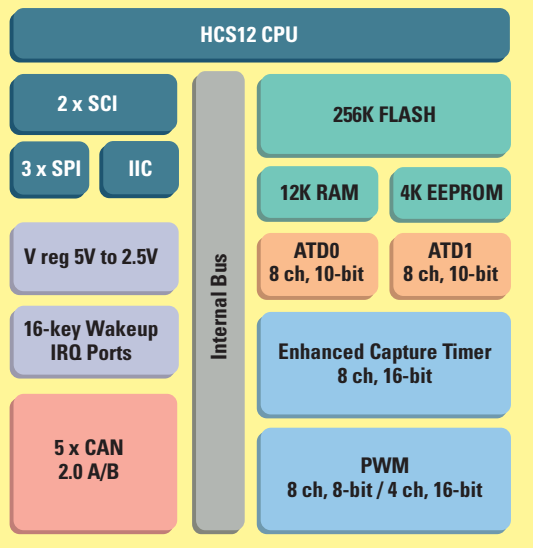 HCS12 CPU
2 x SCI
3 x SPI
IIC
V reg 5V to 2.5V
16-key Wakeup
IRQ Ports
5 x CAN
2.0 A/B
Internal Bus
256K FLASH
12K RAM
4K EEPROM
ATD0
8 ch, 10-bit
ATD1
8 ch, 10-bit
Enhanced Capture Timer
8 ch, 16-bit
PWM
8 ch, 8-bit / 4 ch, 16-bit